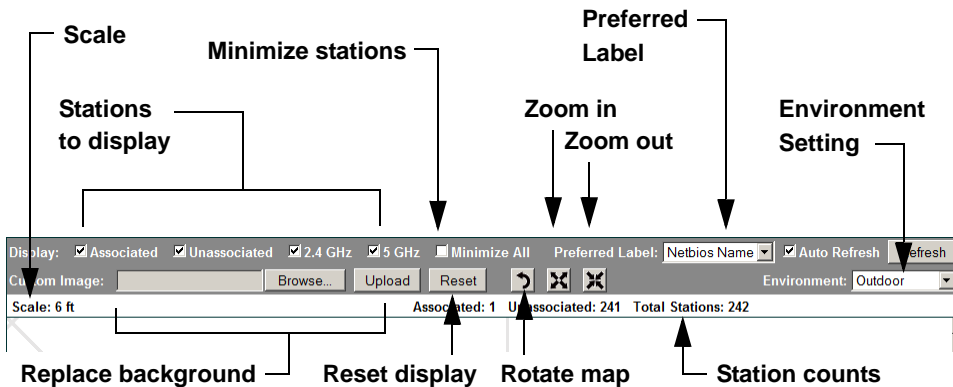 Scale
Minimize stations
Preferred
Label
Stations
to display
Zoom in
Zoom out
Environment
Setting
Display: Associated Unassociated 2.4 GHz 5 GHz Minimize All Preferred Label: Netbios Name Auto Refresh Refresh
Custom Image: Browse... Upload Reset Environment: Outdoor
Scale: 6 ft Associated: 1 Unassociated: 241 Total Stations: 242
Replace background Reset display Rotate map Station counts